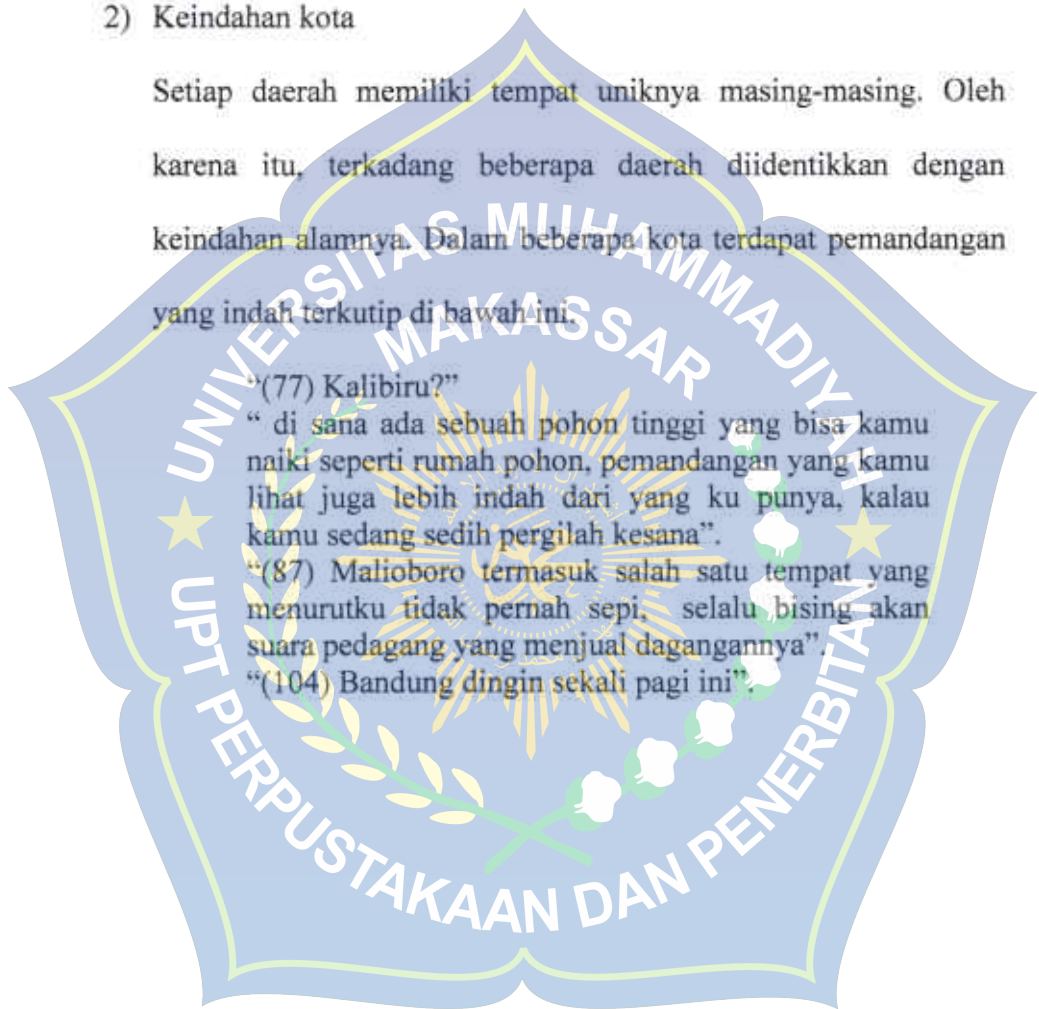 2) Keindahan kota
Setiap daerah memiliki tempat uniknya masing-masing. Oleh
karena itu, terkadang beberapa daerah diidentikkan dengan
keindahan alamnya. Dalam beberapa kota terdapat pemandangan
yang indah terkutip di bawah ini.
“(77) Kalibiru?”
“ di sana ada sebuah pohon tinggi yang bisa kamu
naiki seperti rumah pohon, pemandangan yang kamu
lihat juga lebih indah dari yang ku punya, kalau
kamu sedang sedih pergilah kesana”.
“(87) Malioboro termasuk salah satu tempat yang
menurutku tidak pernah sepi, selalu bising akan
suara pedagang yang menjual dagangannya”.
“(104) Bandung dingin sekali pagi ini”.
UNIVERSITAS MUHAMMADIYAH
MAKASSAR
UPT PERPUSTAKAAN DAN PENERBITAN